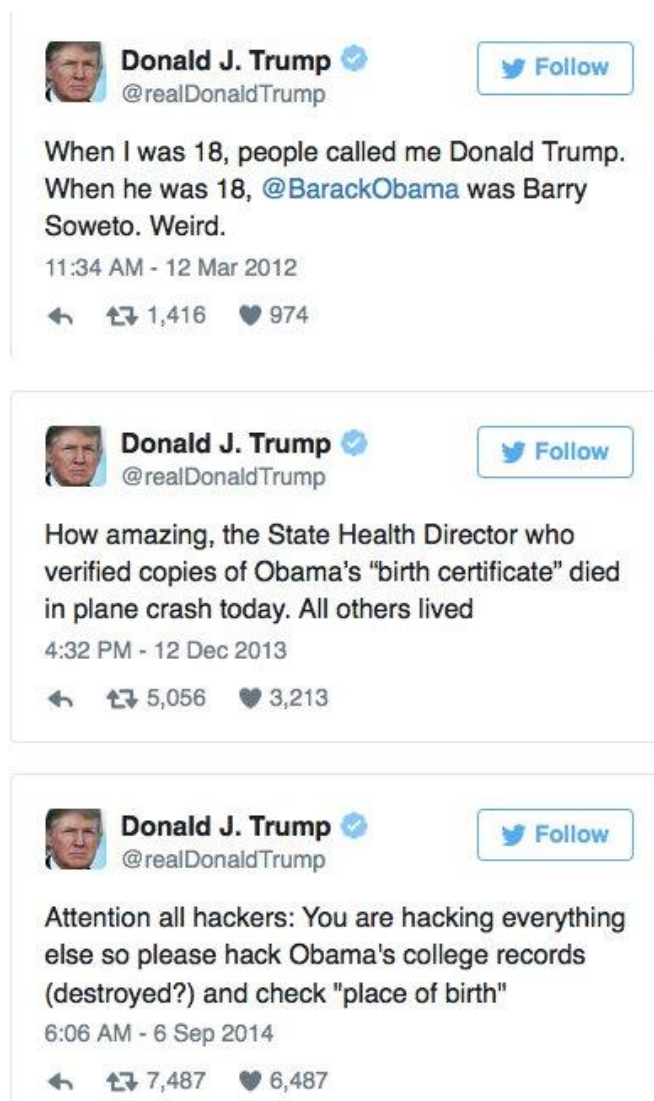 Donald J. Trump
Follow
@realDonaldTrump
When I was 18, people called me Donald Trump.
When he was 18, @BarackObama was Barry
Soweto. Weird.
11:34 AM - 12 Mar 2012
1,416 974
Donald J. Trump
Follow
@realDonaldTrump
How amazing, the State Health Director who
verified copies of Obama's “birth certificate” died
in plane crash today. All others lived
4:32 PM - 12 Dec 2013
5,056 3,213
Donald J. Trump
Follow
@realDonaldTrump
Attention all hackers: You are hacking everything
else so please hack Obama's college records
(destroyed?) and check "place of birth"
6:06 AM - 6 Sep 2014
7,487 6,487